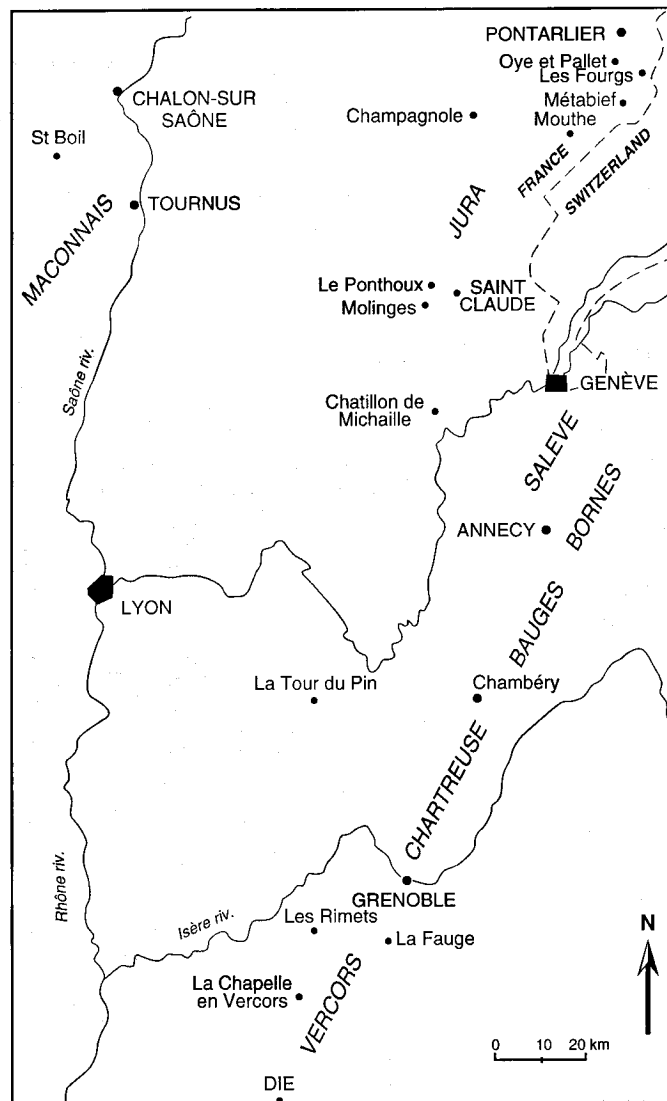 PONTARLIER
Oye et Pallet
Les Fourgs
CHALON-SUR
SAÔNE
Métabief
Champagnole
Mouthe
St Boil
FRANCE
SWITZERLAND
JURA
TOURNUS
MACONNAIS
Le Ponthoux
SAINT
CLAUDE
Molinges
Saône riv.
GENÈVE
Chatillon de
Michaille
SALEVE
BORNES
ANNECY
LYON
BAUGES
La Tour du Pin
Chambéry
CHARTREUSE
Rhône riv.
GRENOBLE
Isère riv.
Les Rimets
La Fauge
N
La Chapelle
en Vercors
VERCORS
0 10 20 km
DIE